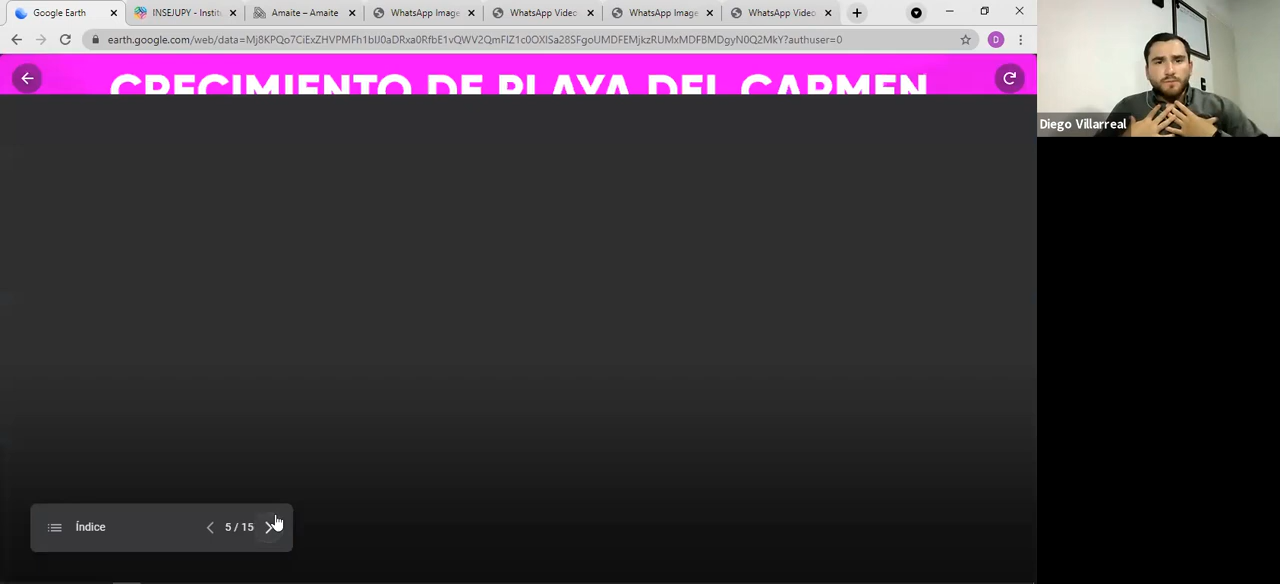 Google Earth
INSEJUPY - Instit
Amaite – Amaite
WhatsApp Image
WhatsApp Video
WhatsApp Image
WhatsApp Video
earth.google.com/web/data=Mj8KPQo7CiExZHVPMFh1blJ0aDRxa0RfbE1vQWV2QmFlZ1c0OXlSa28SFgoUMDFEMjkzRUMxMDFBMDgyN0Q2MkY?authuser=0
D
CRECIMIENTO DE PLAYA DEL CARMEN
Diego Villarreal
Índice
5 / 15